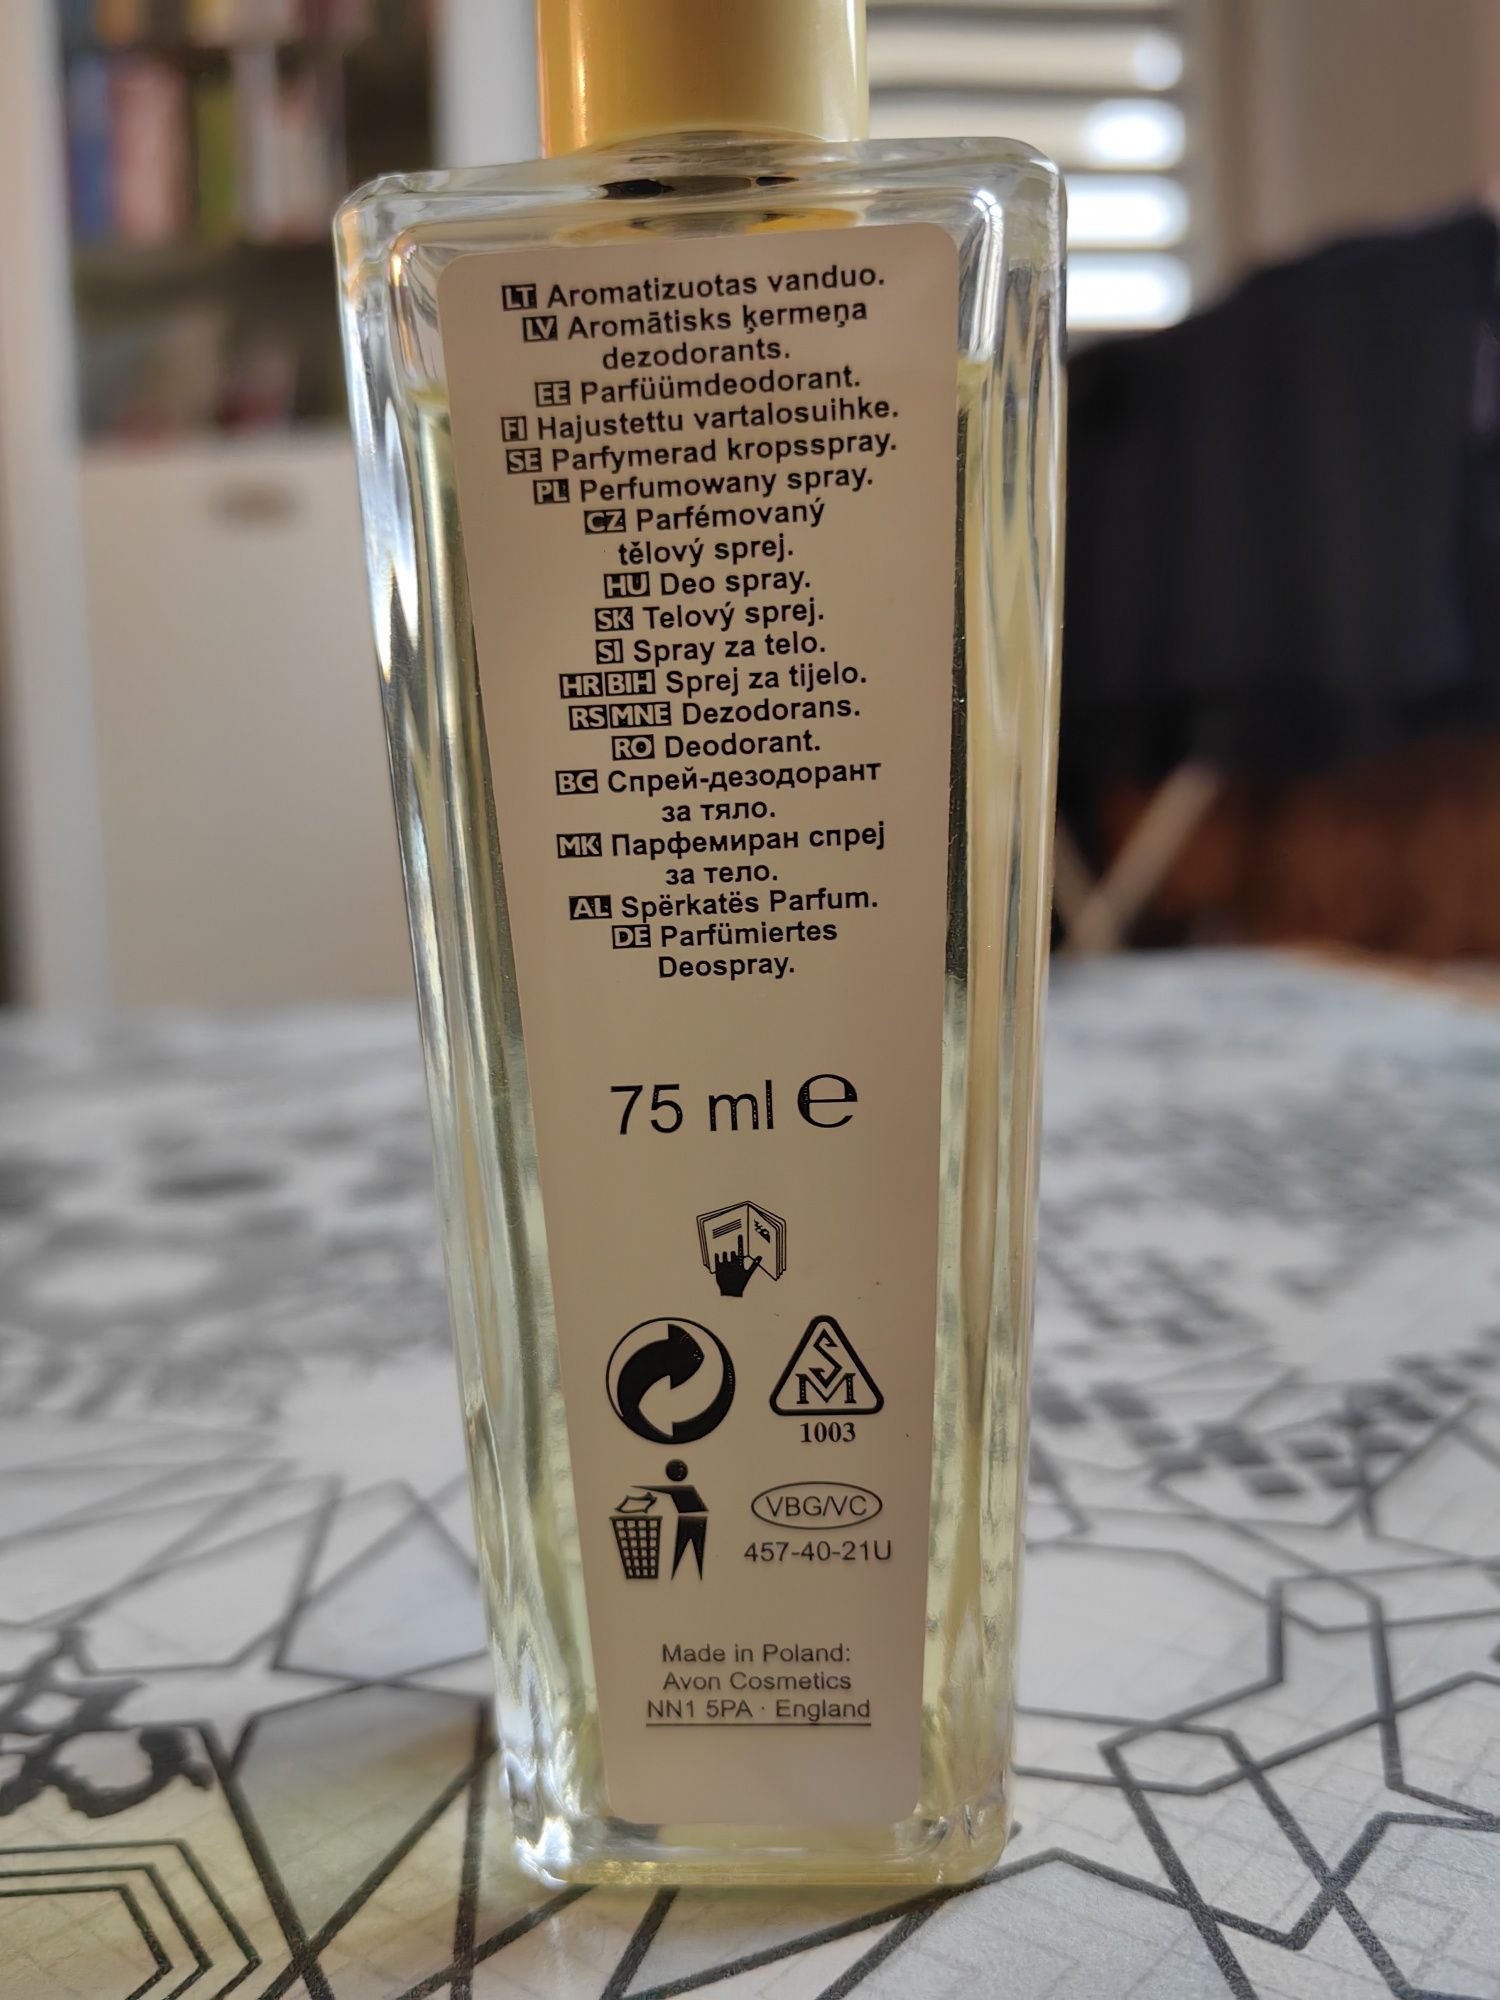 LT Aromatizuotas vanduo.
LV Aromātisks ķermeņa
dezodorants.
EE Parfüümdeodorant.
FI Hajustettu vartalosuihke.
SE Parfymerad kropsspray.
PL Perfumowany spray.
CZ Parfémovaný
tělový sprej.
HU Deo spray.
SK Telový sprej.
SI Spray za telo.
HR BIH Sprej za tijelo.
RS MNE Dezodorans.
RO Deodorant.
BG Спрей-дезодорант
за тяло.
MK Парфемиран спреј
за тело.
AL Spërkatës Parfum.
DE Parfümiertes
Deospray.
75 ml e
SM
1003
VBG/VC
457-40-21U
Made in Poland:
Avon Cosmetics
NN1 5PA · England